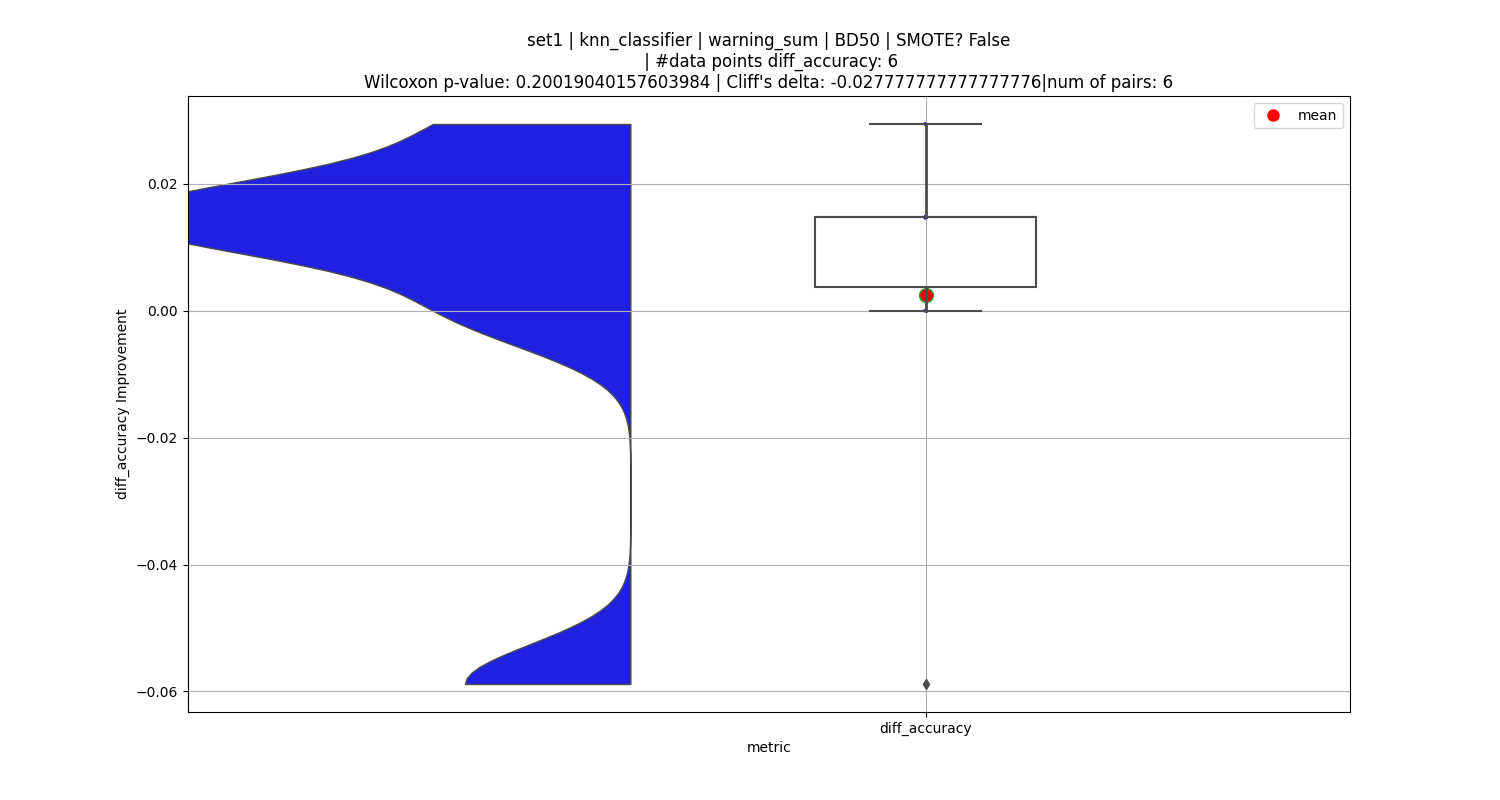 set1 | knn_classifier | warning_sum | BD50 | SMOTE? False
| #data points diff_accuracy: 6
Wilcoxon p-value: 0.20019040157603984 | Cliff's delta: -0.027777777777777776|num of pairs: 6
mean
diff_accuracy Improvement
0.02
0.00
−0.02
−0.04
−0.06
diff_accuracy
metric